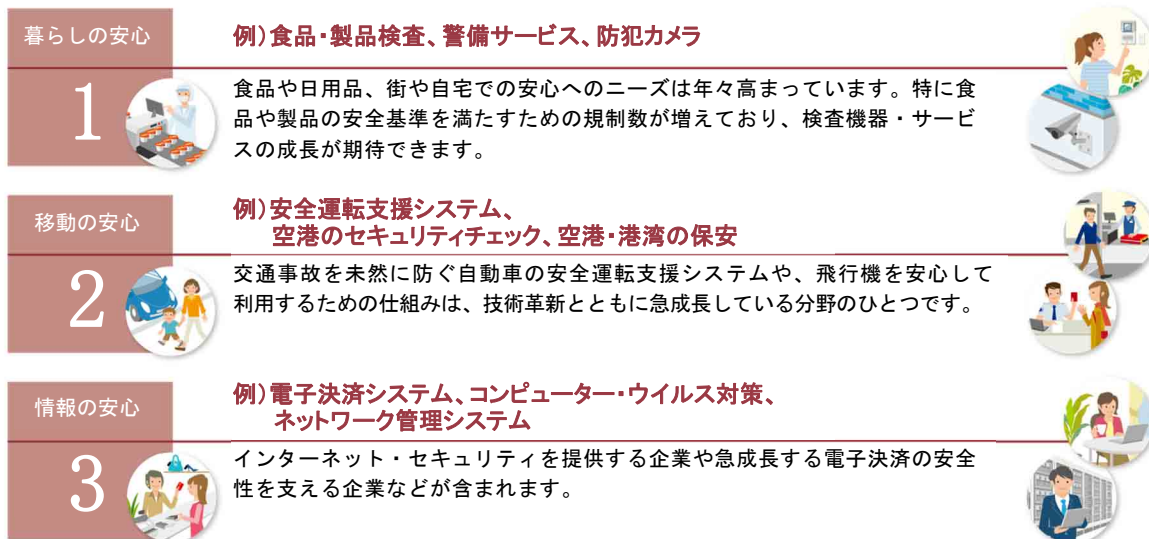 暮らしの安心
1
例)食品・製品検査、警備サービス、防犯カメラ
食品や日用品、街や自宅での安心へのニーズは年々高まっています。特に食
品や製品の安全基準を満たすための規制数が増えており、検査機器・サービ
スの成長が期待できます。
移動の安心
2
例)安全運転支援システム、
空港のセキュリティチェック、空港・港湾の保安
交通事故を未然に防ぐ自動車の安全運転支援システムや、飛行機を安心して
利用するための仕組みは、技術革新とともに急成長している分野のひとつです。
情報の安心
3
例)電子決済システム、コンピューター・ウイルス対策、
ネットワーク管理システム
インターネット・セキュリティを提供する企業や急成長する電子決済の安全
性を支える企業などが含まれます。